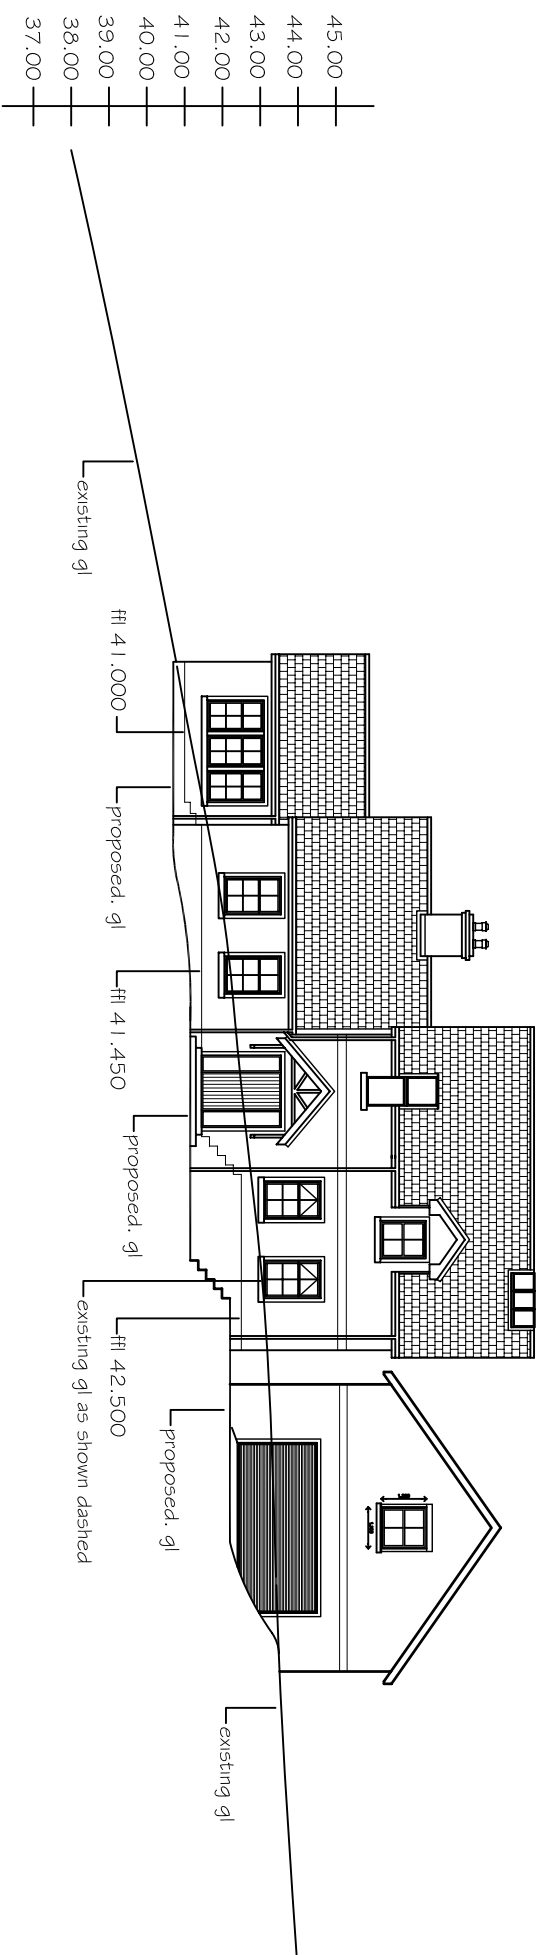 45.00
44.00
43.00
42.00
41.00
40.00
39.00
38.00
37.00
existing gl
ffl 41.000
proposed. gl
ffl 41.450
proposed. gl
existing gl as shown dashed
ffl 42.500
proposed. gl
existing gl